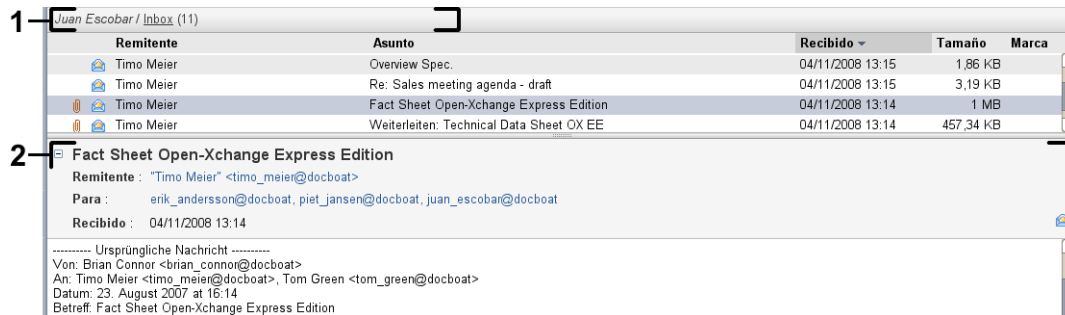 1 Juan Escobar / Inbox (11)
Remitente Asunto Recibido Tamaño Marca
Timo Meier Overview Spec. 04/11/2008 13:15 1,86 KB
Timo Meier Re: Sales meeting agenda - draft 04/11/2008 13:15 3,19 KB
Timo Meier Fact Sheet Open-Xchange Express Edition 04/11/2008 13:14 1 MB
Timo Meier Weiterleiten: Technical Data Sheet OX EE 04/11/2008 13:14 457,34 KB
2 Fact Sheet Open-Xchange Express Edition
Remitente : "Timo Meier" <timo_meier@docboat>
Para : erik_andersson@docboat, piet_jansen@docboat, juan_escobar@docboat
Recibido : 04/11/2008 13:14
---------- Ursprüngliche Nachricht ----------
Von: Brian Connor <brian_connor@docboat>
An: Timo Meier <timo_meier@docboat>, Tom Green <tom_green@docboat>
Datum: 23. August 2007 at 16:14
Betreff: Fact Sheet Open-Xchange Express Edition